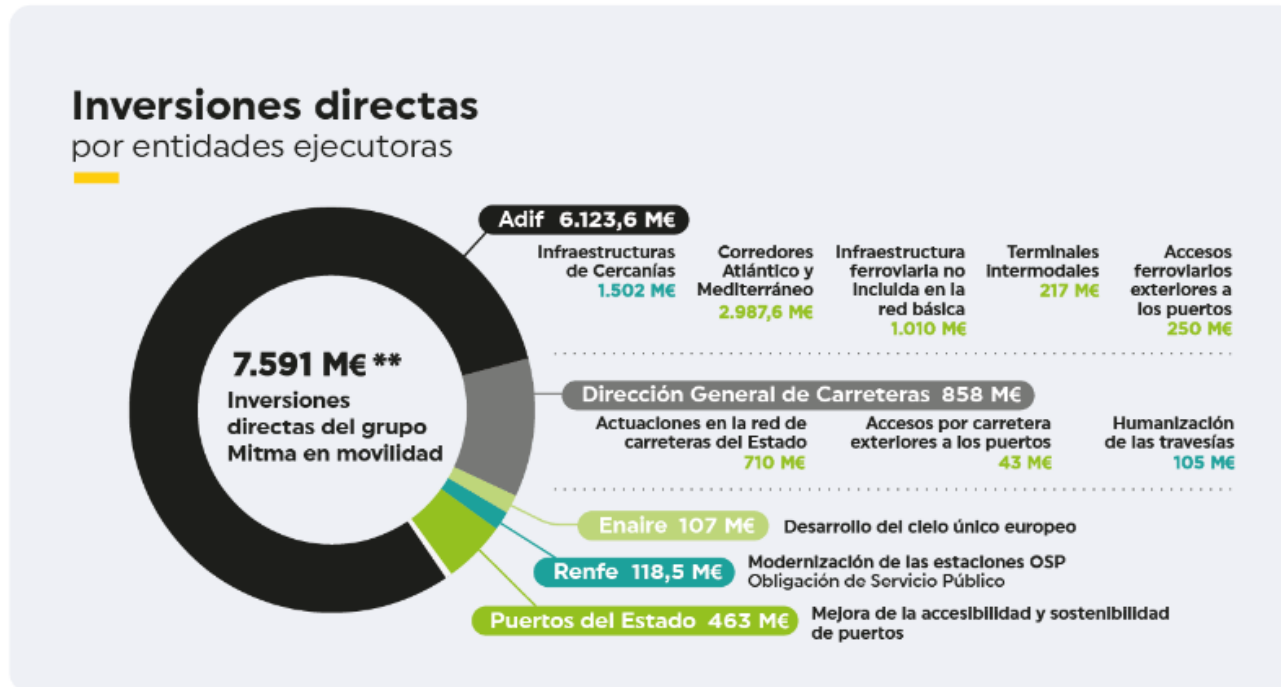 Inversiones directas
por entidades ejecutoras
7.591 M€ **
Inversiones
directas del grupo
Mitma en movilidad
Adif 6.123,6 M€
Infraestructuras
de Cercanías
1.502 M€
Corredores
Atlántico y
Mediterráneo
2.987,6 M€
Infraestructura
ferroviaria no
incluida en la
red básica
1.010 M€
Terminales
intermodales
217 M€
Accesos
ferroviarios
exteriores a
los puertos
250 M€
Dirección General de Carreteras 858 M€
Actuaciones en la red de
carreteras del Estado
710 M€
Accesos por carretera
exteriores a los puertos
43 M€
Humanización
de las travesías
105 M€
Enaire 107 M€
Desarrollo del cielo único europeo
Renfe 118,5 M€
Modernización de las estaciones OSP
Obligación de Servicio Público
Puertos del Estado 463 M€
Mejora de la accesibilidad y sostenibilidad
de puertos